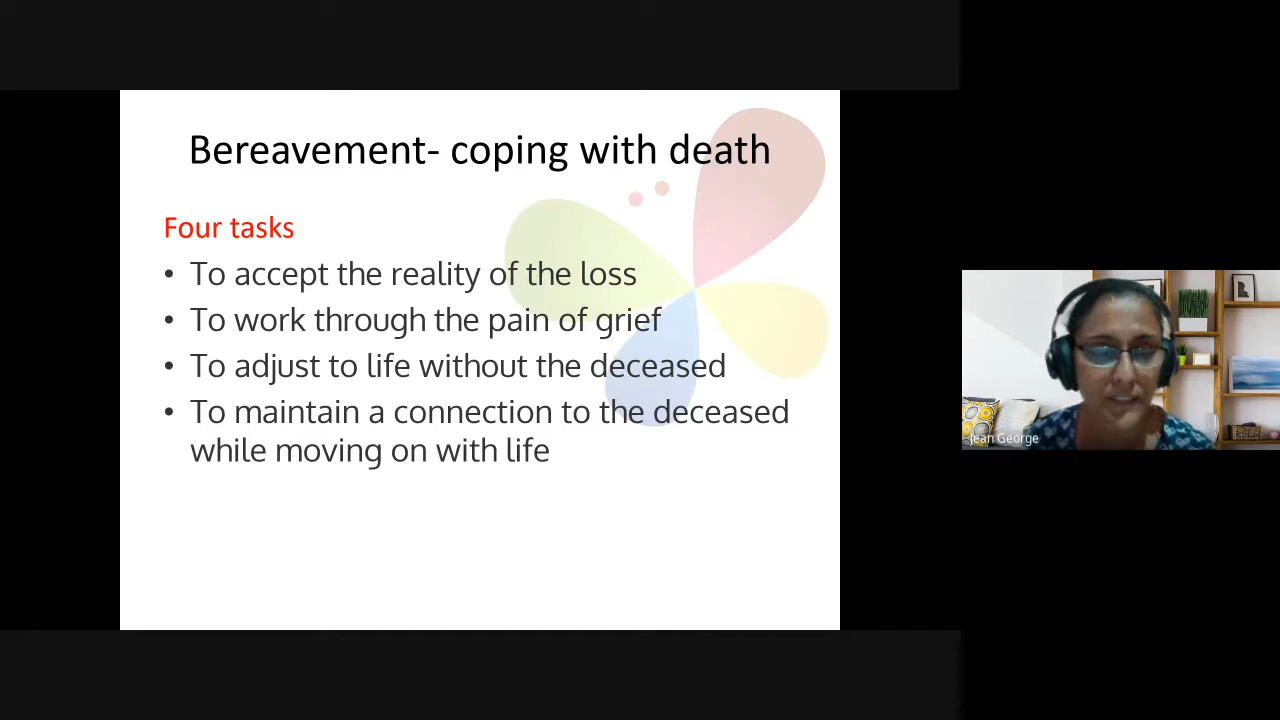 Bereavement- coping with death
Four tasks
• To accept the reality of the loss
• To work through the pain of grief
• To adjust to life without the deceased
• To maintain a connection to the deceased
while moving on with life
Jean George